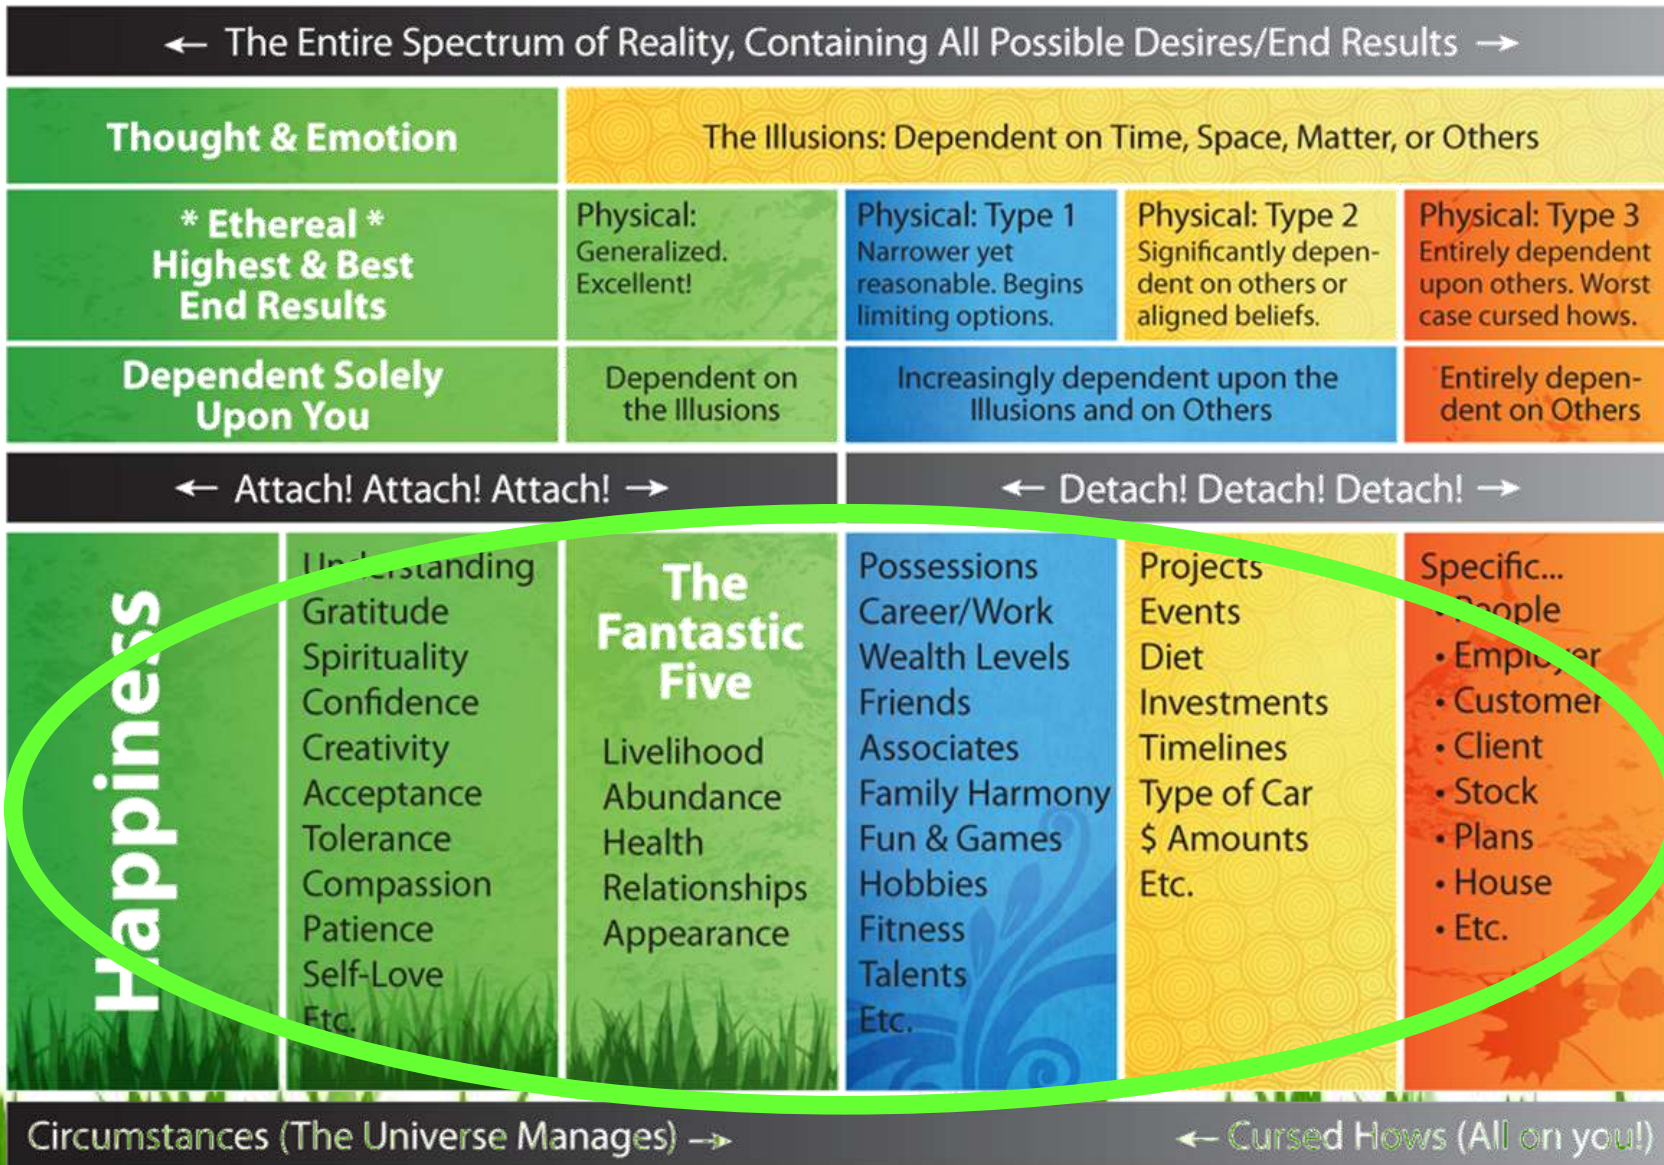 ← The Entire Spectrum of Reality, Containing All Possible Desires/End Results →
Thought & Emotion
The Illusions: Dependent on Time, Space, Matter, or Others
* Ethereal *
Highest & Best
End Results
Physical:
Generalized.
Excellent!
Physical: Type 1
Narrower yet
reasonable. Begins
limiting options.
Physical: Type 2
Significantly depen-
dent on others or
aligned beliefs.
Physical: Type 3
Entirely dependent
upon others. Worst
case cursed hows.
Dependent Solely
Upon You
Dependent on
the Illusions
Increasingly dependent upon the
Illusions and on Others
Entirely depen-
dent on Others
← Attach! Attach! Attach! →
← Detach! Detach! Detach! →
Happiness
Understanding
Gratitude
Spirituality
Confidence
Creativity
Acceptance
Tolerance
Compassion
Patience
Self-Love
Etc.
The
Fantastic
Five
Livelihood
Abundance
Health
Relationships
Appearance
Possessions
Career/Work
Wealth Levels
Friends
Associates
Family Harmony
Fun & Games
Hobbies
Fitness
Talents
Etc.
Projects
Events
Diet
Investments
Timelines
Type of Car
$ Amounts
Etc.
Specific...
• People
• Employer
• Customer
• Client
• Stock
• Plans
• House
• Etc.
Circumstances (The Universe Manages) →
← Cursed Hows (All on you!)